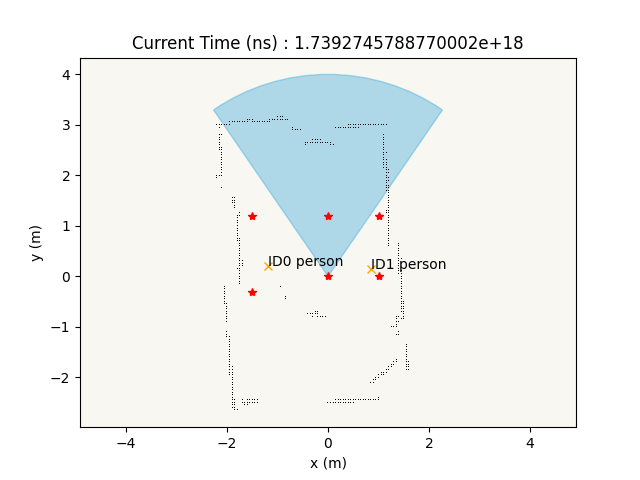 Current Time (ns) : 1.7392745788770002e+18
y (m)
4
3
2
1
0
−1
−2
ID0 person
ID1 person
−4
−2
0
2
4
x (m)